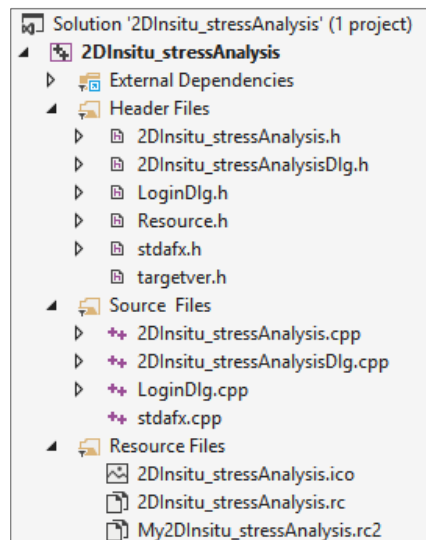 Solution '2DInsitu_stressAnalysis' (1 project)
2DInsitu_stressAnalysis
External Dependencies
Header Files
2DInsitu_stressAnalysis.h
2DInsitu_stressAnalysisDlg.h
LoginDlg.h
Resource.h
stdafx.h
targetver.h
Source Files
2DInsitu_stressAnalysis.cpp
2DInsitu_stressAnalysisDlg.cpp
LoginDlg.cpp
stdafx.cpp
Resource Files
2DInsitu_stressAnalysis.ico
2DInsitu_stressAnalysis.rc
My2DInsitu_stressAnalysis.rc2